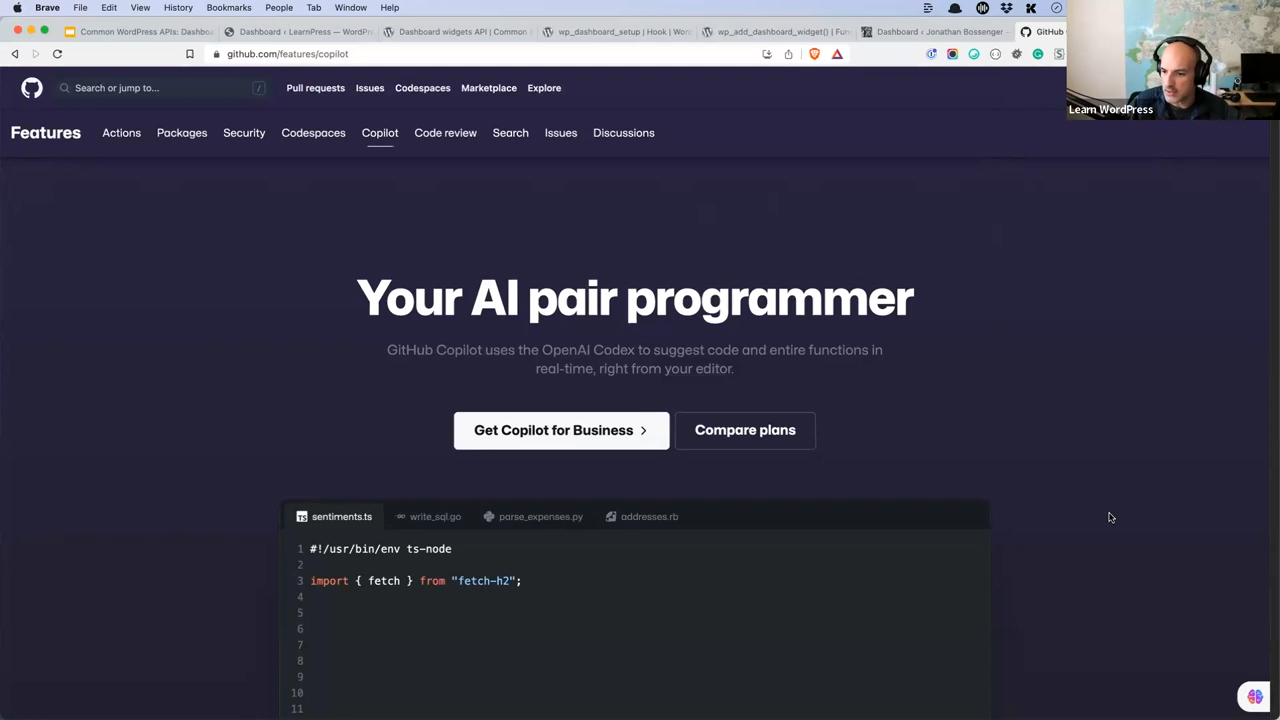 Brave File Edit View History Bookmarks People Tab Window Help
Common WordPress APIs: Dashbo
Dashboard ‹ LearnPress — WordPr
Dashboard widgets API | Common
wp_dashboard_setup | Hook | Wor
wp_add_dashboard_widget() | Fun
Dashboard ‹ Jonathan Bossenger
GitHub
github.com/features/copilot
Search or jump to... /
Pull requests Issues Codespaces Marketplace Explore
Learn WordPress
Features Actions Packages Security Codespaces Copilot Code review Search Issues Discussions
Your AI pair programmer
GitHub Copilot uses the OpenAI Codex to suggest code and entire functions in
real-time, right from your editor.
Get Copilot for Business >
Compare plans
TS sentiments.ts write_sql.go parse_expenses.py addresses.rb
1 #!/usr/bin/env ts-node
2
3 import { fetch } from "fetch-h2";
4
5
6
7
8
9
10
11